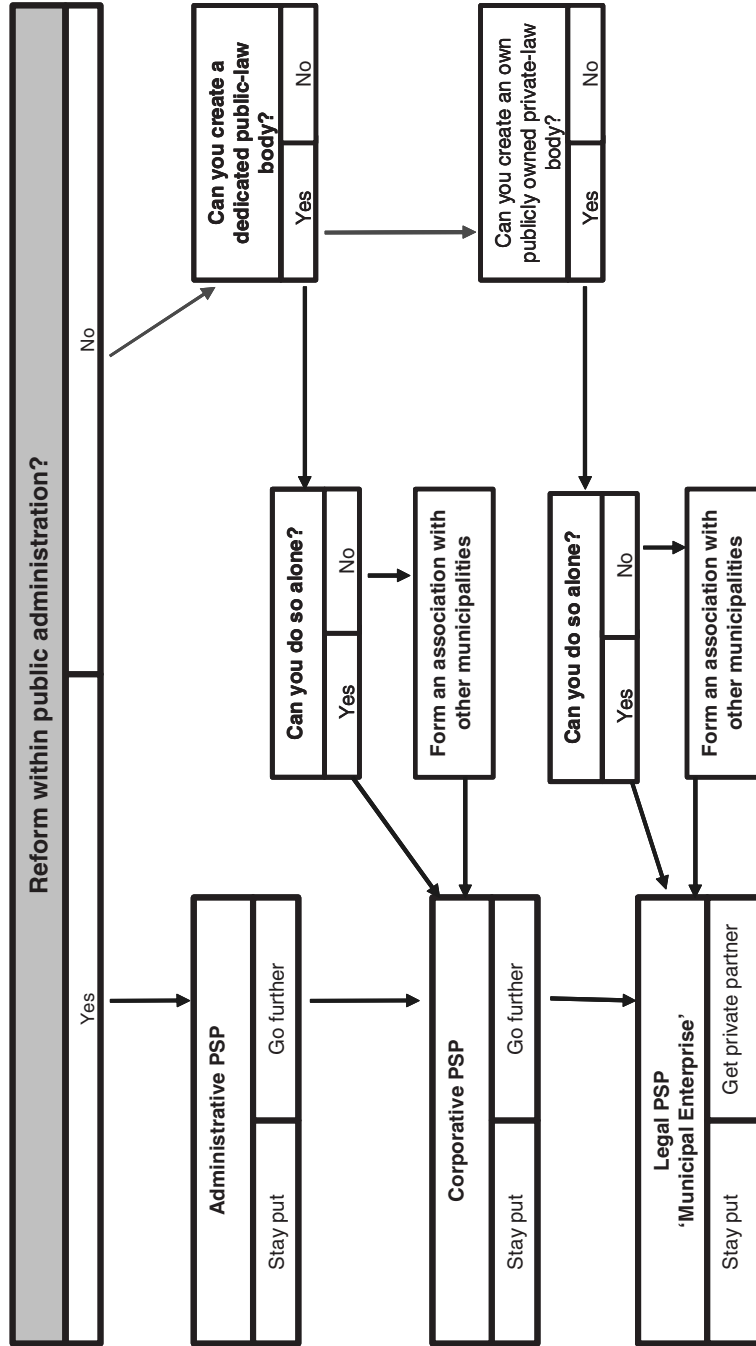 Reform within public administration?
Yes
No
Administrative PSP
Stay put
Go further
Can you create a
dedicated public-law
body?
Yes
No
Can you do so alone?
Yes
No
Form an association with
other municipalities
Corporative PSP
Stay put
Go further
Can you create an own
publicly owned private-law
body?
Yes
No
Can you do so alone?
Yes
No
Form an association with
other municipalities
Legal PSP
‘Municipal Enterprise’
Stay put
Get private partner